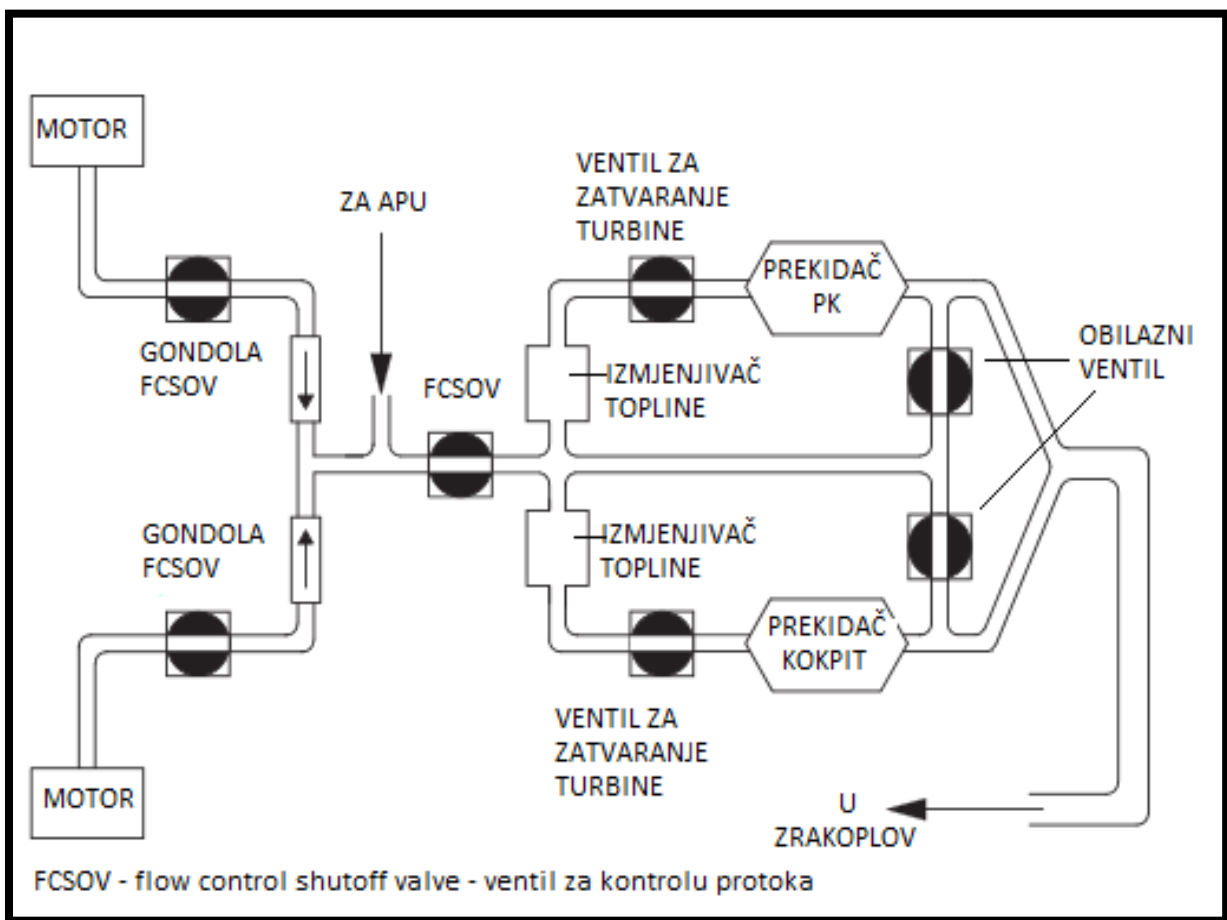 MOTOR
ZA APU
VENTIL ZA
ZATVARANJE
TURBINE
PREKIDAČ
PK
GONDOLA
FCSOV
FCSOV
IZMJENJIVAČ
TOPLINE
OBILAZNI
VENTIL
GONDOLA
FCSOV
IZMJENJIVAČ
TOPLINE
PREKIDAČ
KOKPIT
MOTOR
VENTIL ZA
ZATVARANJE
TURBINE
U
ZRAKOPLOV
FCSOV - flow control shutoff valve - ventil za kontrolu protoka